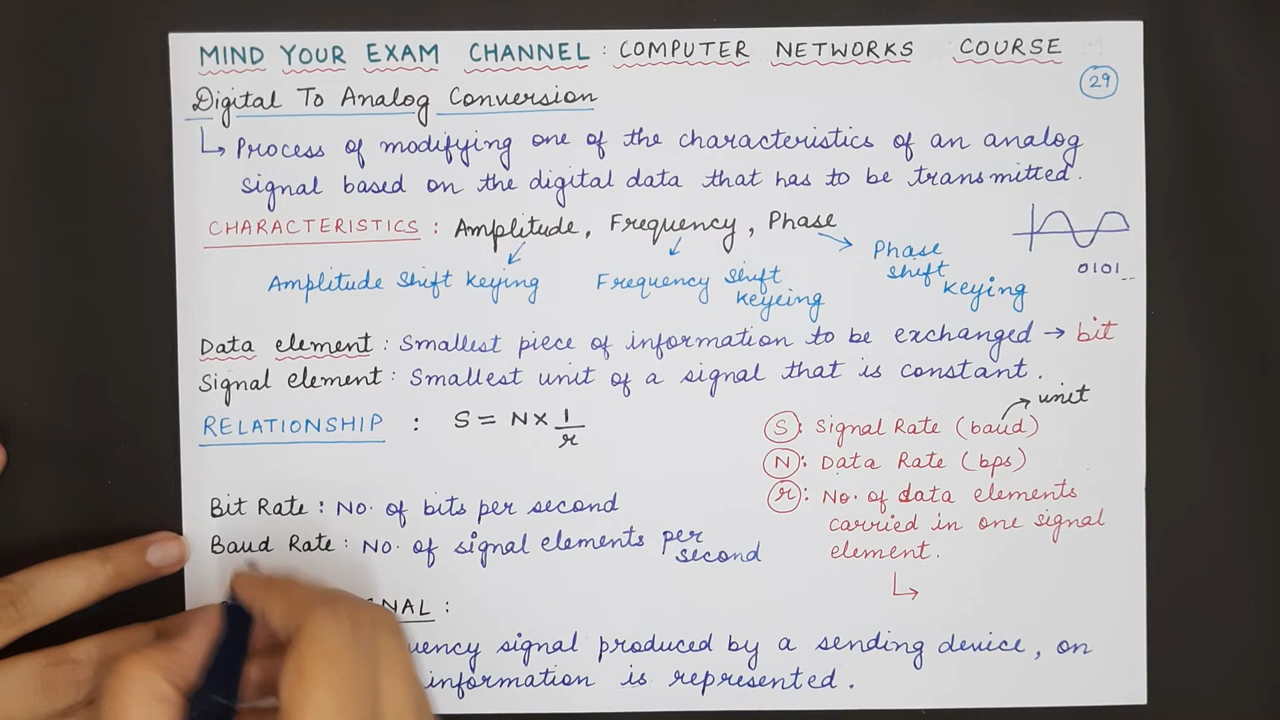 MIND YOUR EXAM CHANNEL : COMPUTER NETWORKS COURSE
29
Digital To Analog Conversion
↳ Process of modifying one of the characteristics of an analog
signal based on the digital data that has to be transmitted.
CHARACTERISTICS : Amplitude, Frequency, Phase
Amplitude Shift Keying
Frequency Shift
Keyeing
Phase
Shift
Keying
0101..
Data element : Smallest piece of information to be exchanged → bit
Signal element : Smallest unit of a signal that is constant.
RELATIONSHIP : S = N × 1/r
unit
S : Signal Rate (baud)
N : Data Rate (bps)
r : No. of data elements
carried in one signal
element.
↳
Bit Rate : No. of bits per second
Baud Rate : No. of signal elements per
second
NAL :
uency signal produced by a sending device, on
information is represented.